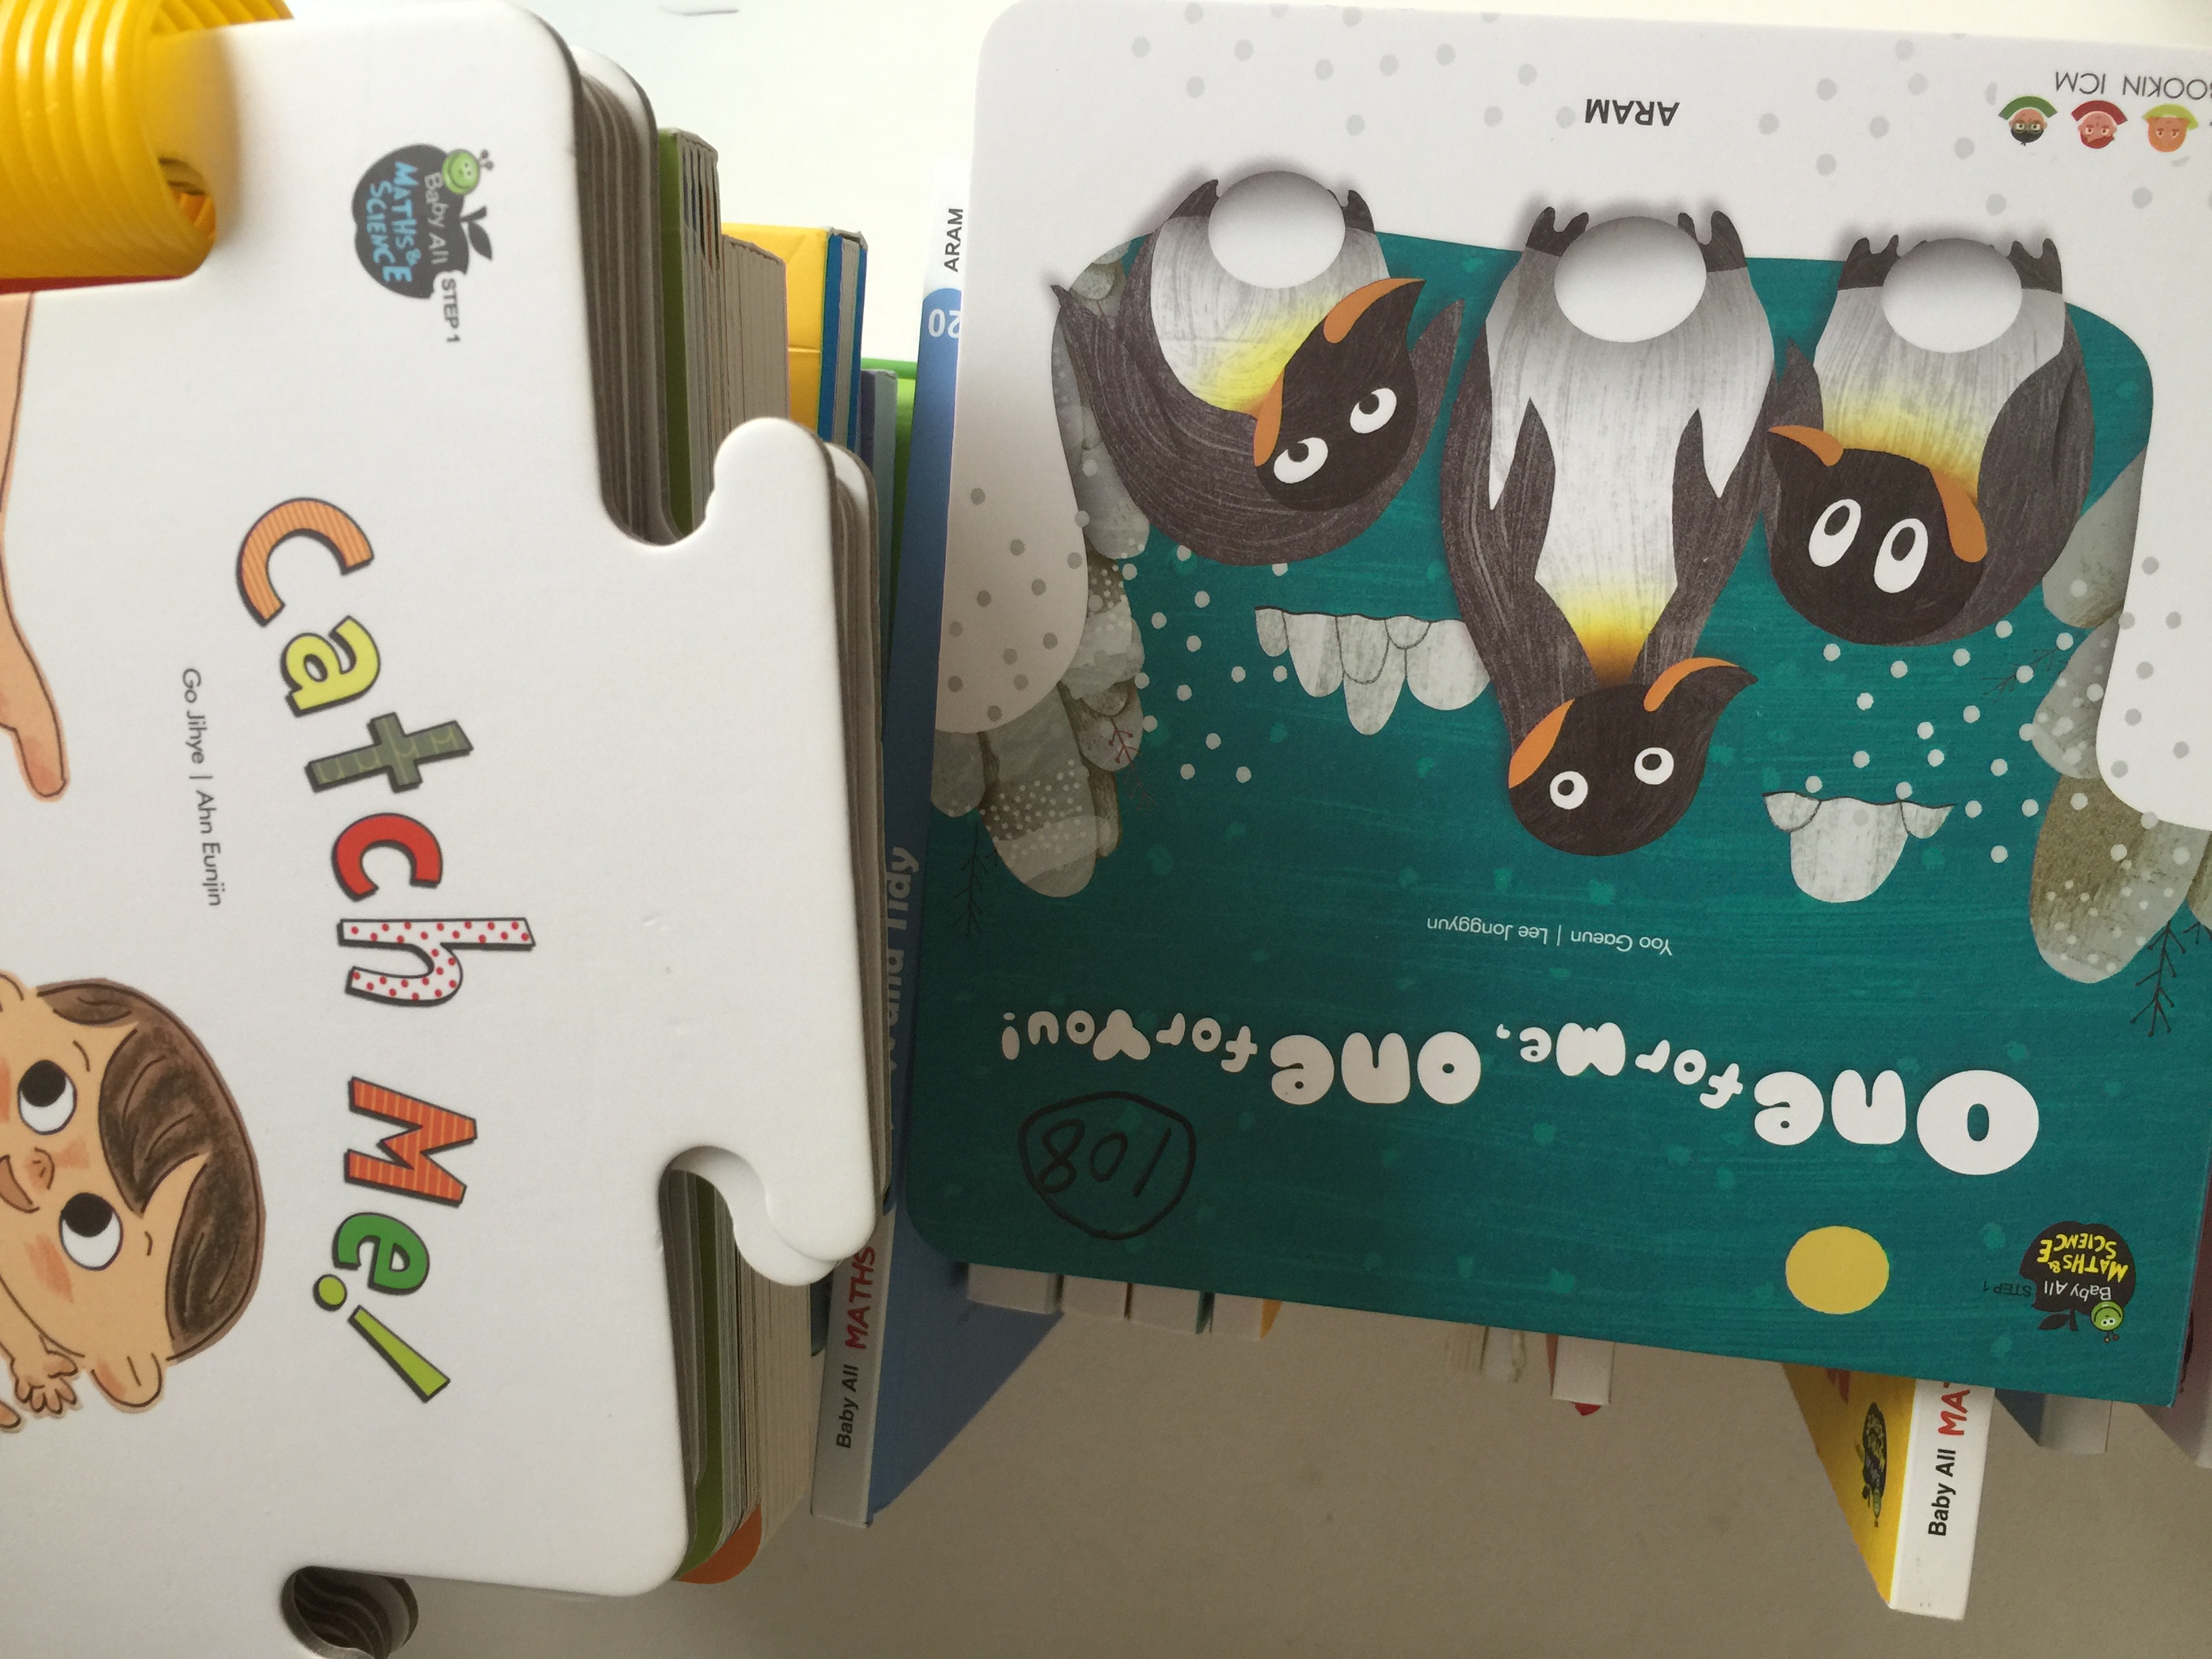 Baby All MA
Baby All STEP 1
MATHS &
SCIENCE
108
One for Me, one for You!
Yoo Gaeun | Lee Jonggyun
ARAM
BOOKIN ICM
Baby All MATHS
20
ARAM
Catch Me!
Go Jihye | Ahn Eunjin
Baby All STEP 1
MATHS &
SCIENCE